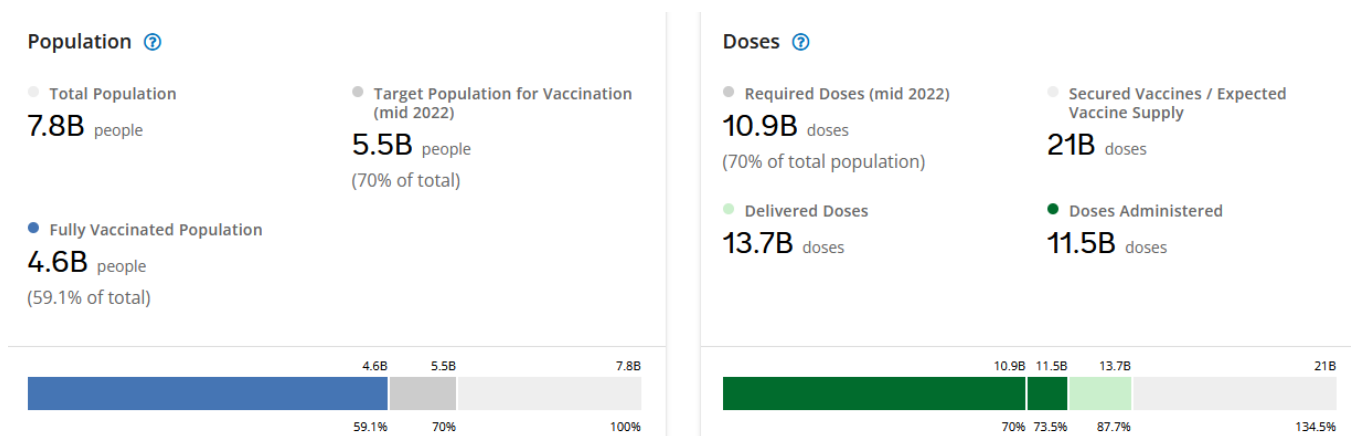 Population ?
Total Population
7.8B people
Target Population for Vaccination
(mid 2022)
5.5B people
(70% of total)
Fully Vaccinated Population
4.6B people
(59.1% of total)
4.6B 5.5B 7.8B
59.1% 70% 100%
Doses ?
Required Doses (mid 2022)
10.9B doses
(70% of total population)
Secured Vaccines / Expected
Vaccine Supply
21B doses
Delivered Doses
13.7B doses
Doses Administered
11.5B doses
10.9B 11.5B 13.7B 21B
70% 73.5% 87.7% 134.5%